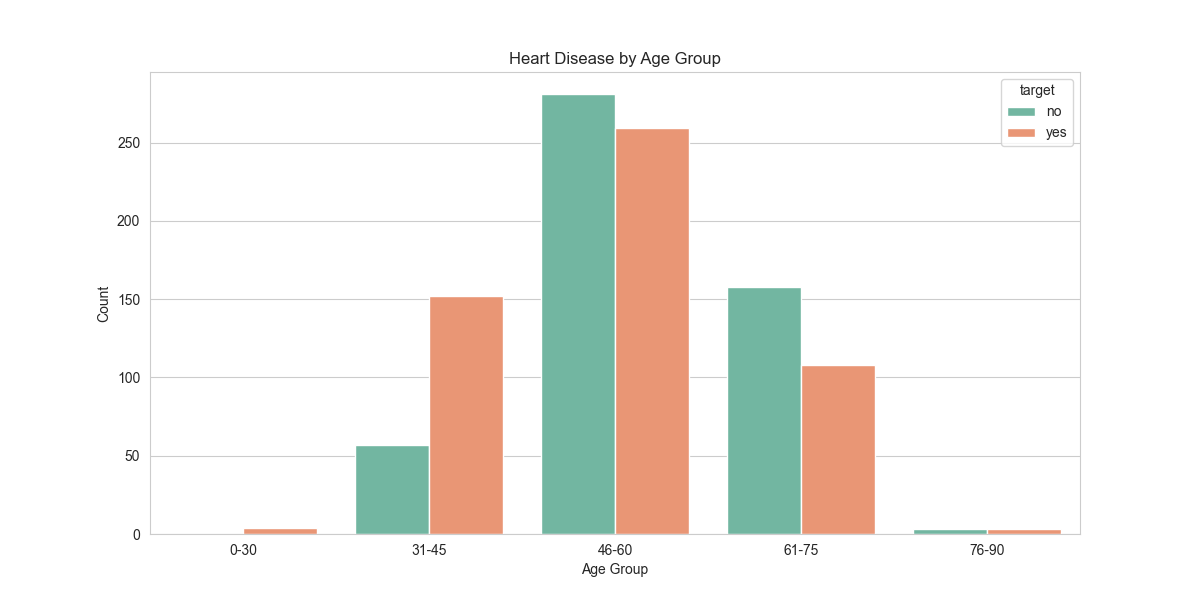 Heart Disease by Age Group
target
no
yes
250
200
150
100
50
0
Count
0-30 31-45 46-60 61-75 76-90
Age Group